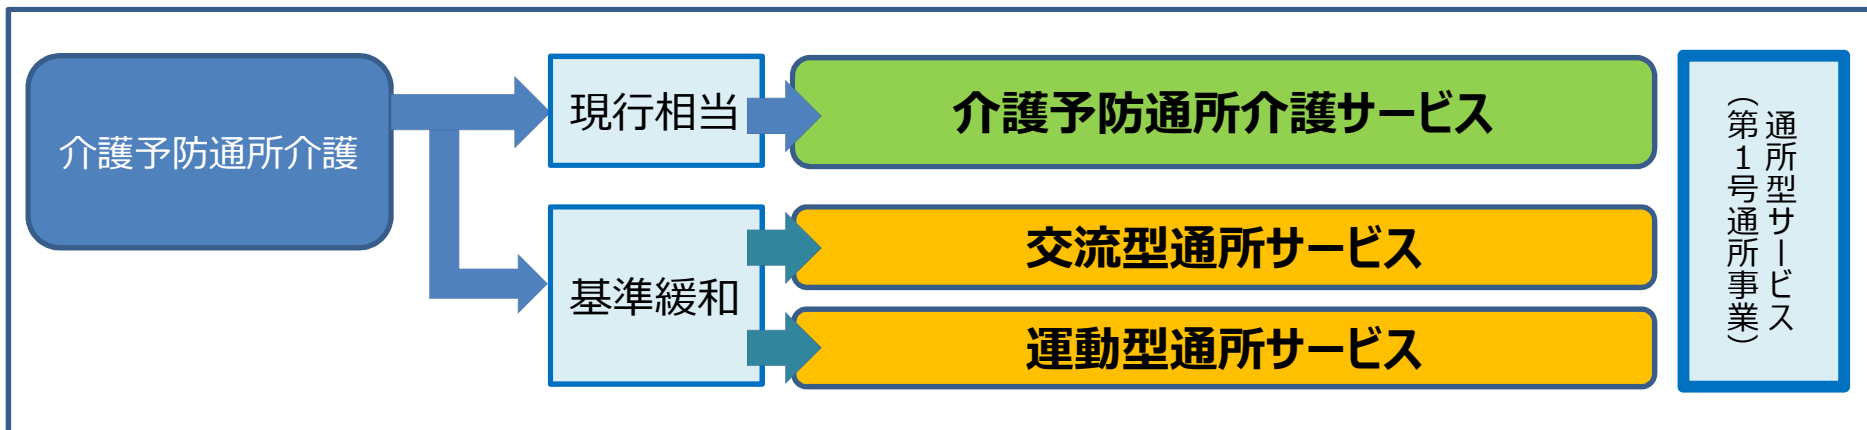 介護予防通所介護
現行相当
介護予防通所介護サービス
基準緩和
交流型通所サービス
運動型通所サービス
通所型サービス
（第１号通所事業）